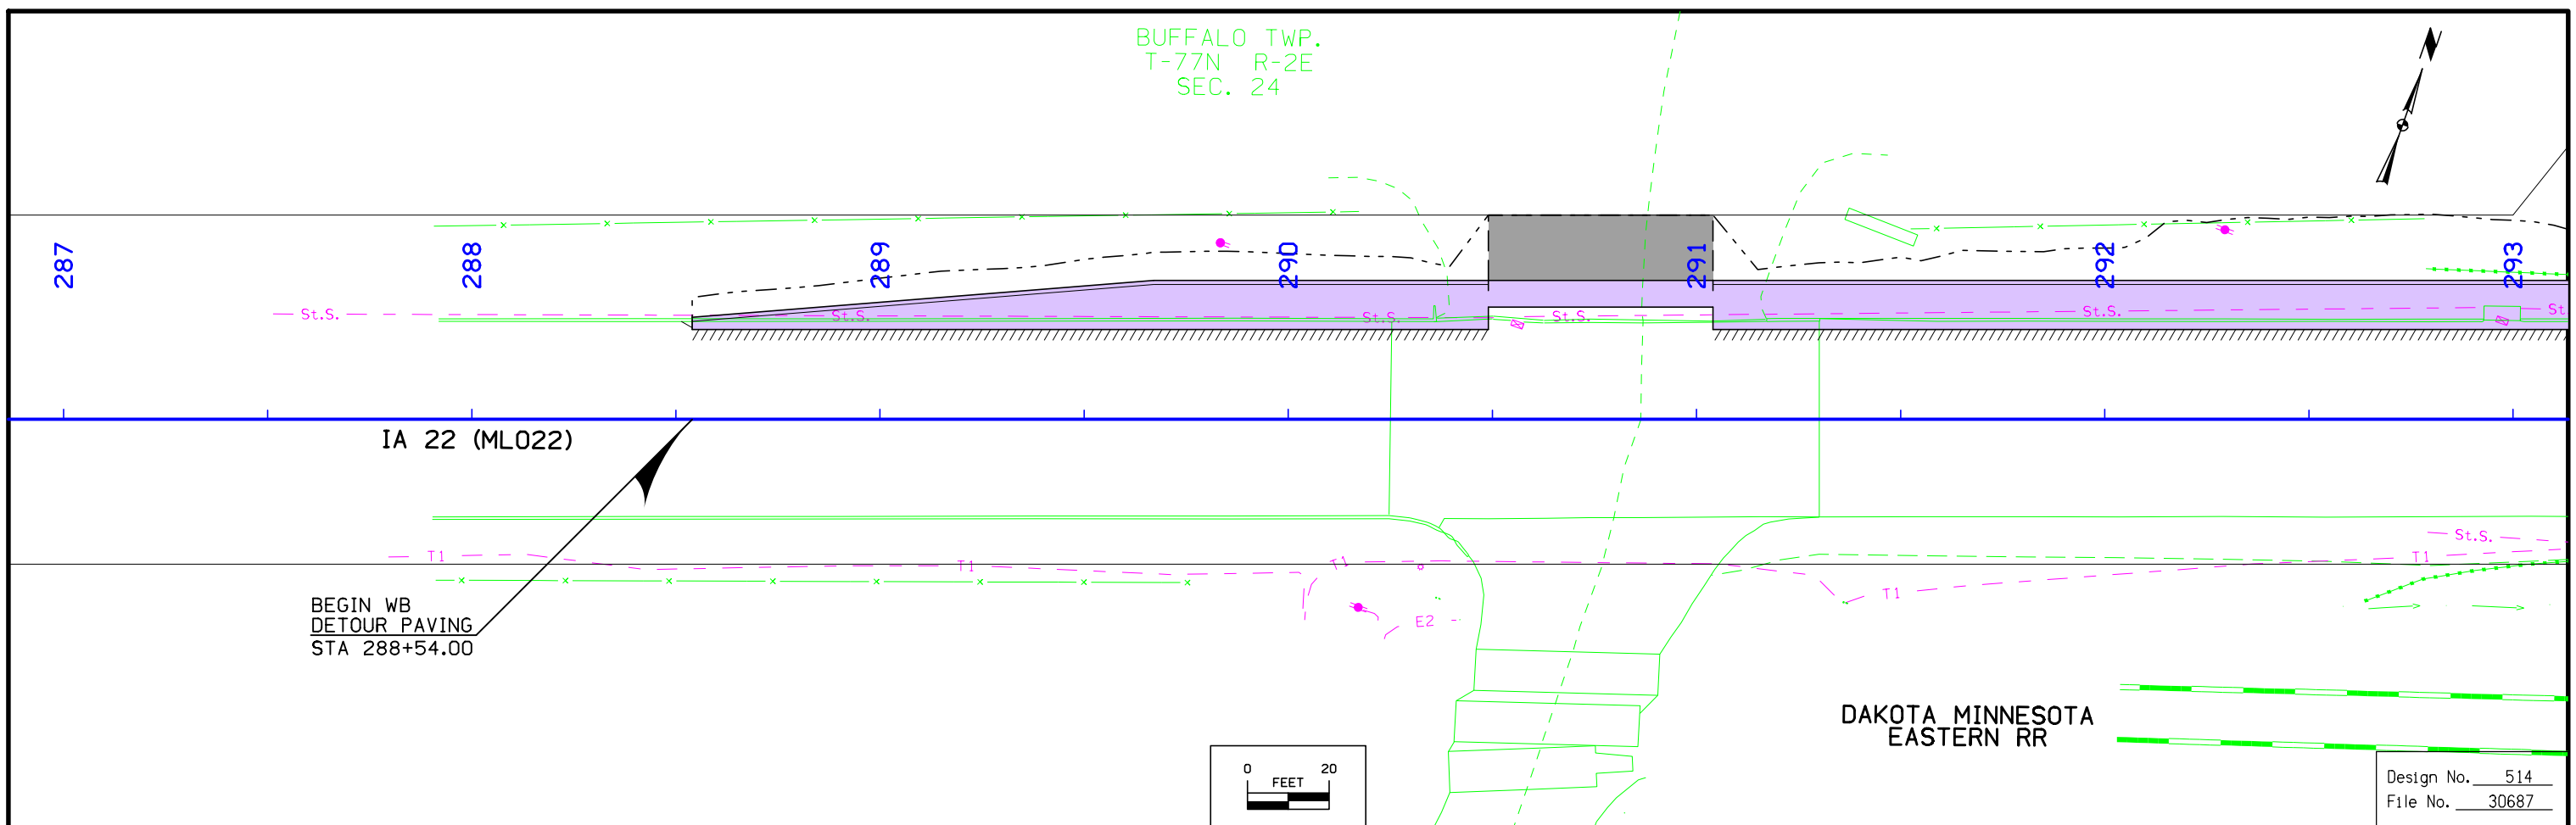 BUFFALO TWP.
T-77N R-2E
SEC. 24
287
288
289
290
291
292
293
St.S.
St.S.
St.S.
St.S.
St.S.
St
IA 22 (ML022)
BEGIN WB
DETOUR PAVING
STA 288+54.00
T1
T1
T1
T1
T1
St.S.
E2
DAKOTA MINNESOTA
EASTERN RR
0 20
FEET
Design No. 514
File No. 30687